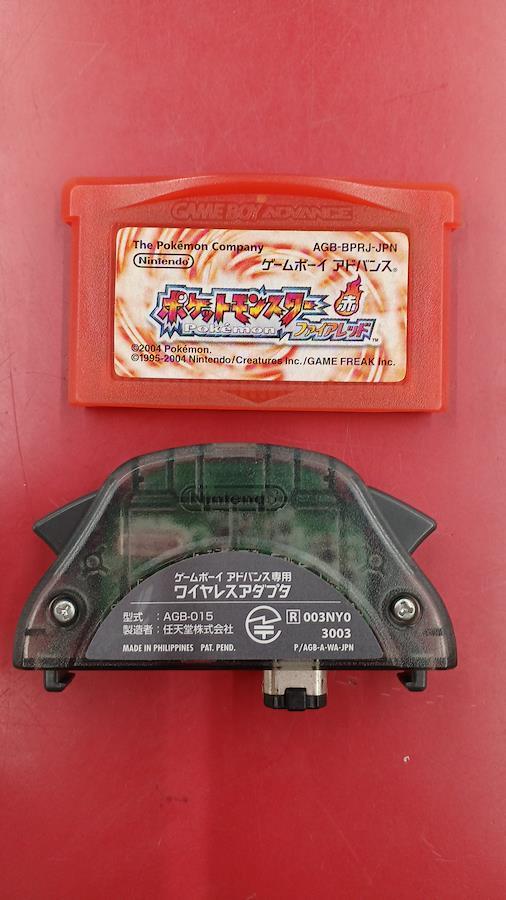 GAME BOY ADVANCE
The Pokémon Company AGB-BPRJ-JPN
Nintendo ゲームボーイ アドバンス®
ポケットモンスター 赤
Pokémon ファイアレッド™
©2004 Pokémon.
©1995-2004 Nintendo/Creatures Inc./GAME FREAK Inc.
Nintendo
ゲームボーイ アドバンス専用
ワイヤレスアダプタ
型式 : AGB-015 R 003NY0
製造者 : 任天堂株式会社 3003
MADE IN PHILIPPINES PAT. PEND. P/AGB-A-WA-JPN